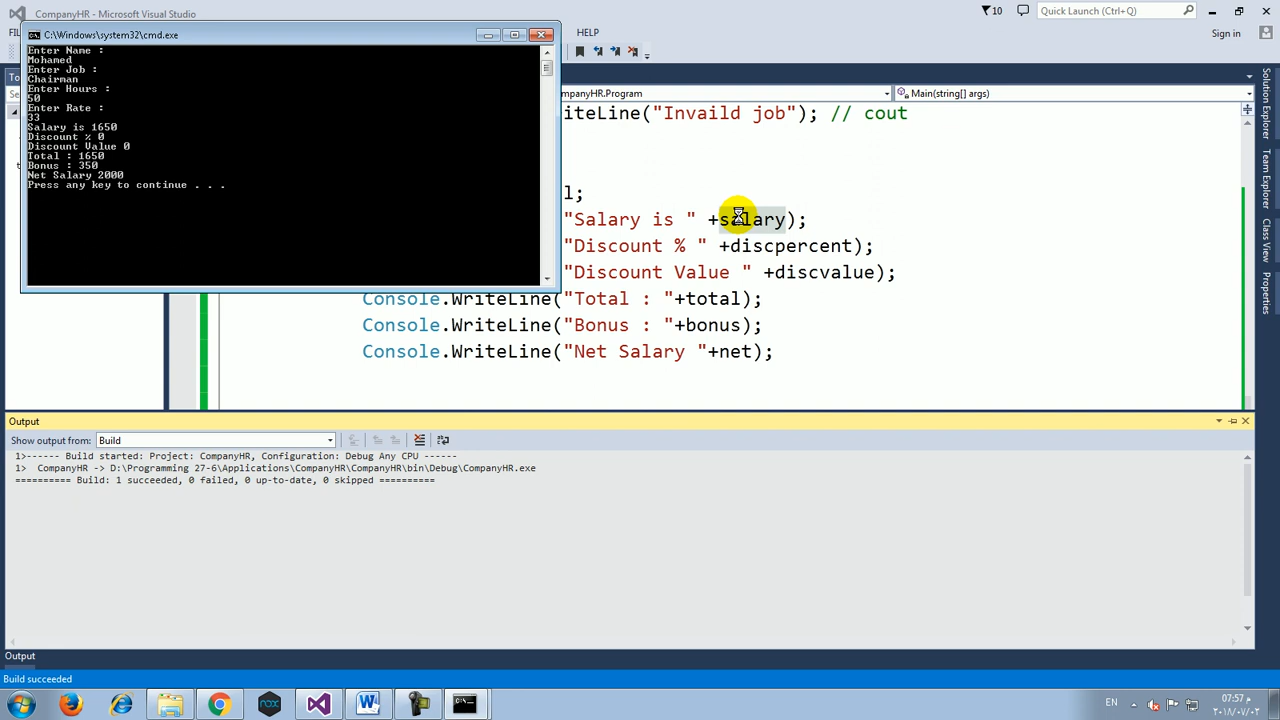 CompanyHR - Microsoft Visual Studio
10
Quick Launch (Ctrl+Q)
C:\Windows\system32\cmd.exe
HELP
Sign in
Enter Name :
Mohamed
Enter Job :
Chairman
Enter Hours :
50
Enter Rate :
33
Salary is 1650
Discount % 0
Discount Value 0
Total : 1650
Bonus : 350
Net Salary 2000
Press any key to continue . . .
ompanyHR.Program
Main(string[] args)
iteLine("Invaild job"); // cout
l;
"Salary is " +salary);
"Discount % " +discpercent);
"Discount Value " +discvalue);
Console.WriteLine("Total : "+total);
Console.WriteLine("Bonus : "+bonus);
Console.WriteLine("Net Salary "+net);
Solution Explorer
Team Explorer
Class View
Properties
Output
Show output from: Build
1>------ Build started: Project: CompanyHR, Configuration: Debug Any CPU ------
1>  CompanyHR -> D:\Programming 27-6\Applications\CompanyHR\CompanyHR\bin\Debug\CompanyHR.exe
========== Build: 1 succeeded, 0 failed, 0 up-to-date, 0 skipped ==========
Output
Build succeeded
EN
07:57 م
٢٠١٨/٠٧/٠٢